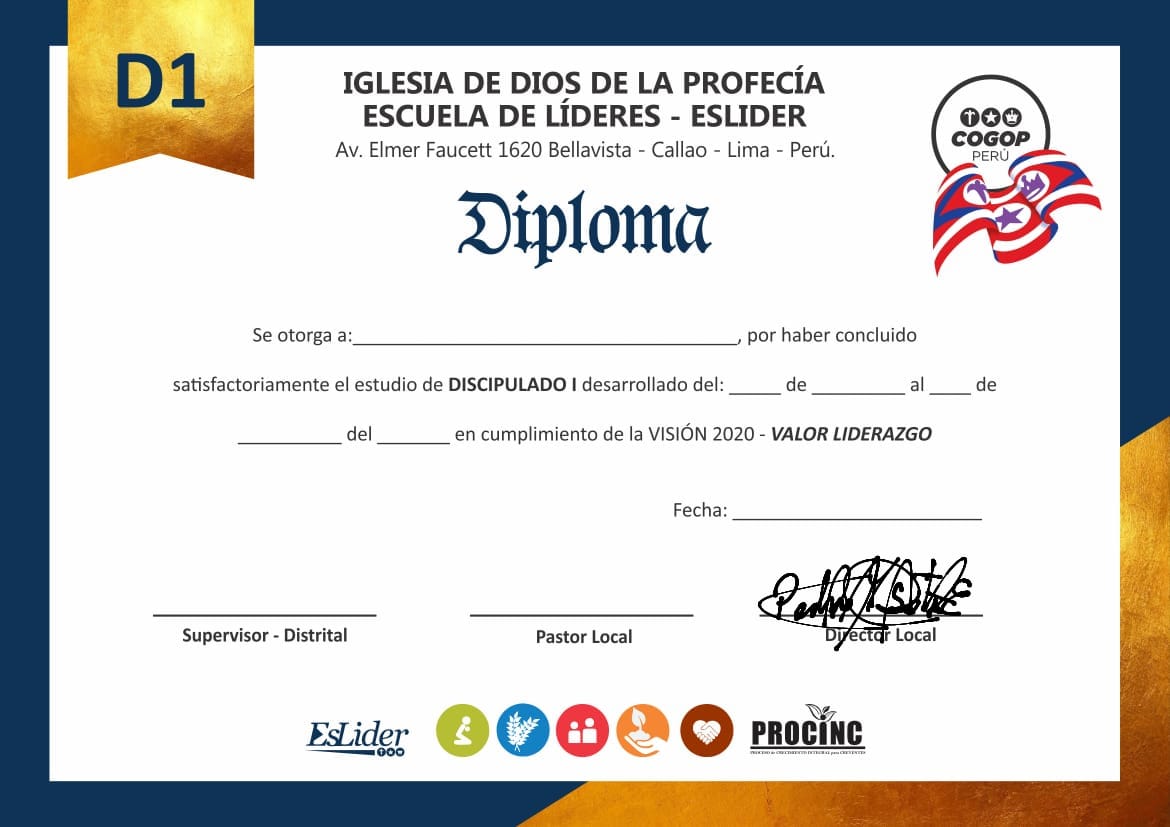 D1
IGLESIA DE DIOS DE LA PROFECÍA
ESCUELA DE LÍDERES - ESLIDER
Av. Elmer Faucett 1620 Bellavista - Callao - Lima - Perú.
COGOP
PERÚ
Diploma
Se otorga a:____________________, por haber concluido
satisfactoriamente el estudio de DISCIPULADO I desarrollado del: _____ de _________ al ____ de
__________ del _______ en cumplimiento de la VISIÓN 2020 - VALOR LIDERAZGO
Fecha: ____________________
Supervisor - Distrital
Pastor Local
Director Local
EsLider
PROCINC
PROCESO de CRECIMIENTO INTEGRAL para CREYENTES